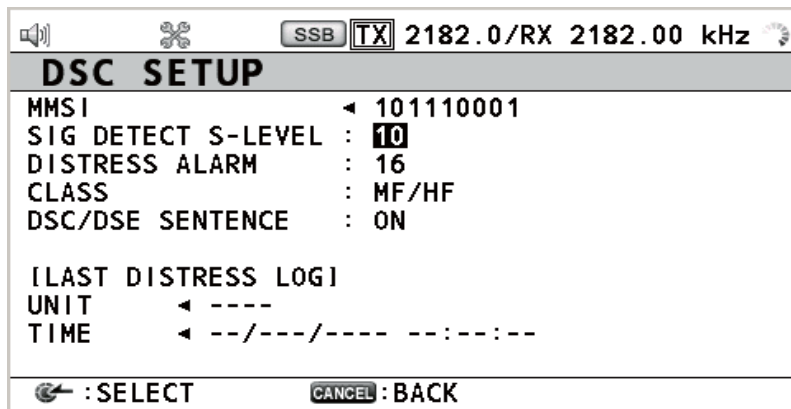 SSB TX 2182.0/RX 2182.00 kHz
DSC SETUP
MMSI ◄ 101110001
SIG DETECT S-LEVEL : 10
DISTRESS ALARM : 16
CLASS : MF/HF
DSC/DSE SENTENCE : ON
[LAST DISTRESS LOG]
UNIT ◄ ----
TIME ◄ --/---/---- --:--:--
:SELECT CANCEL :BACK